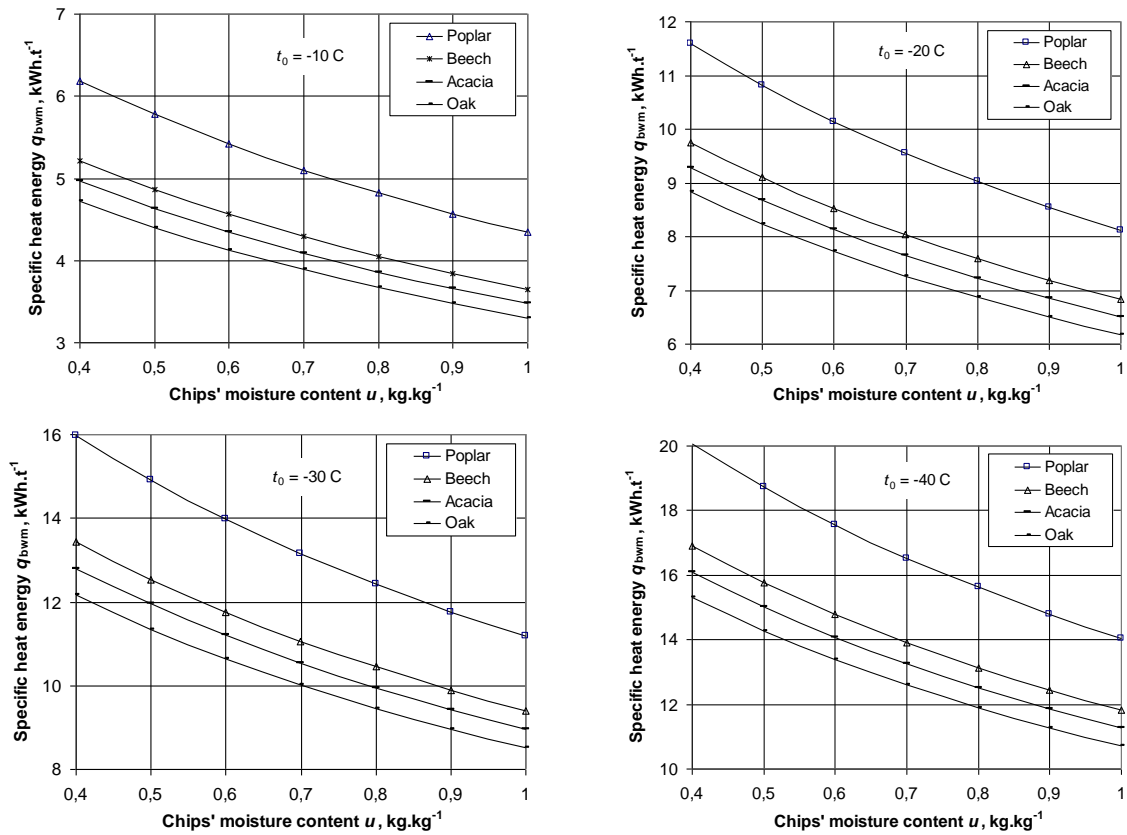 7
6
5
4
3
0,4 0,5 0,6 0,7 0,8 0,9 1
Chips' moisture content u, kg.kg⁻¹
Specific heat energy q_bwm, kWh.t⁻¹
t₀ = -10 C
Poplar
Beech
Acacia
Oak
12
11
10
9
8
7
6
0,4 0,5 0,6 0,7 0,8 0,9 1
Chips' moisture content u, kg.kg⁻¹
Specific heat energy q_bwm, kWh.t⁻¹
t₀ = -20 C
Poplar
Beech
Acacia
Oak
16
14
12
10
8
0,4 0,5 0,6 0,7 0,8 0,9 1
Chips' moisture content u, kg.kg⁻¹
Specific heat energy q_bwm, kWh.t⁻¹
t₀ = -30 C
Poplar
Beech
Acacia
Oak
20
18
16
14
12
10
0,4 0,5 0,6 0,7 0,8 0,9 1
Chips' moisture content u, kg.kg⁻¹
Specific heat energy q_bwm, kWh.t⁻¹
t₀ = -40 C
Poplar
Beech
Acacia
Oak